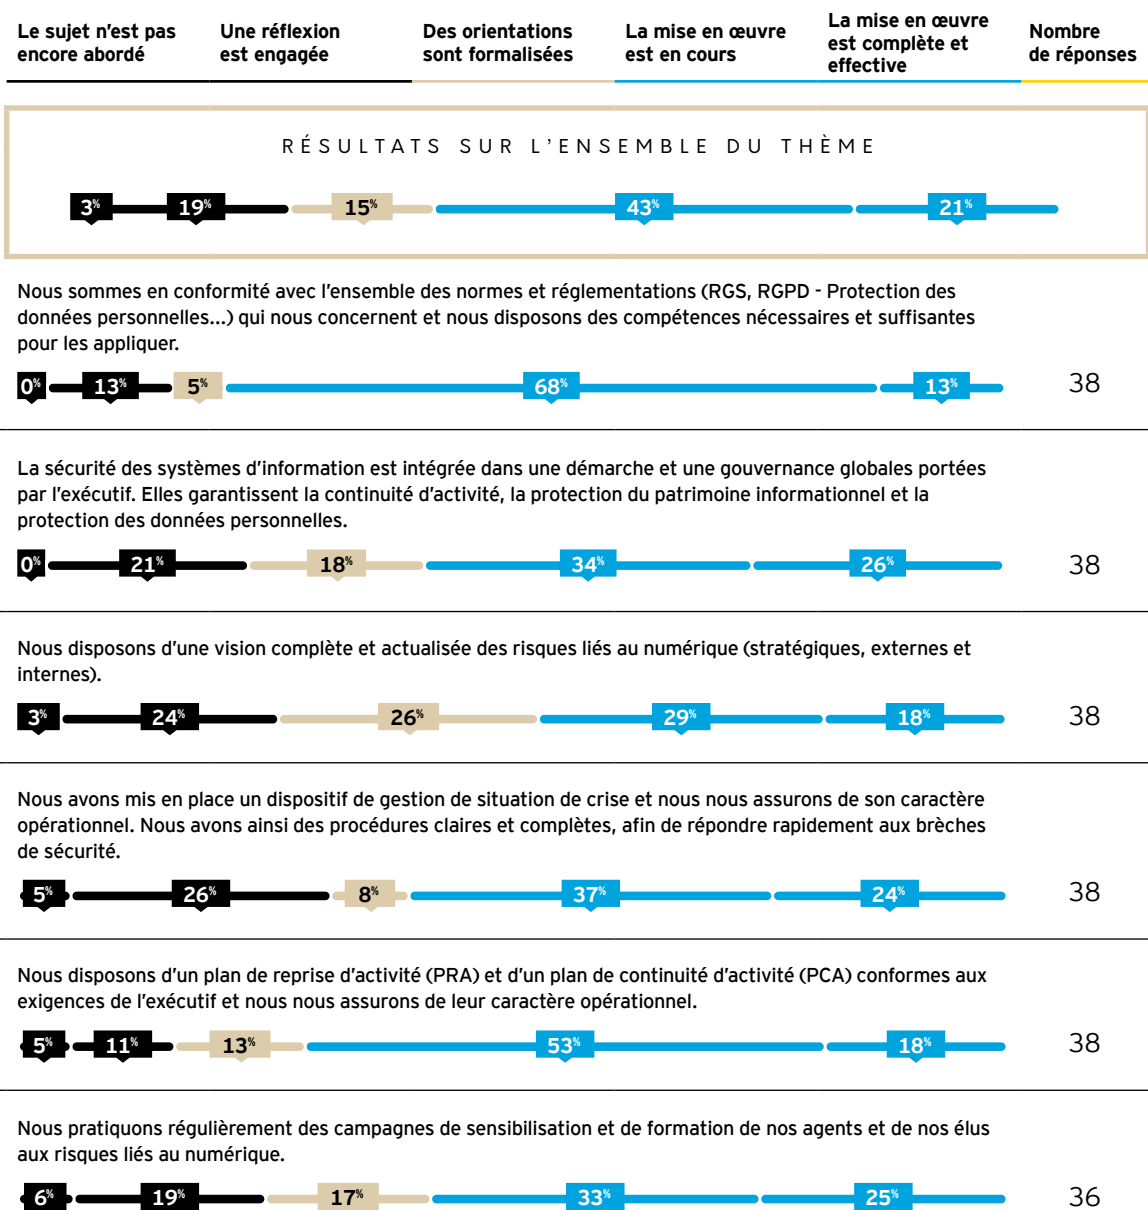 Le sujet n'est pas
encore abordé
Une réflexion
est engagée
Des orientations
sont formalisées
La mise en œuvre
est en cours
La mise en œuvre
est complète et
effective
Nombre
de réponses
RÉSULTATS SUR L'ENSEMBLE DU THÈME
3% 19% 15% 43% 21%
Nous sommes en conformité avec l'ensemble des normes et réglementations (RGS, RGPD - Protection des
données personnelles...) qui nous concernent et nous disposons des compétences nécessaires et suffisantes
pour les appliquer.
0% 13% 5% 68% 13% 38
La sécurité des systèmes d'information est intégrée dans une démarche et une gouvernance globales portées
par l'exécutif. Elles garantissent la continuité d'activité, la protection du patrimoine informationnel et la
protection des données personnelles.
0% 21% 18% 34% 26% 38
Nous disposons d'une vision complète et actualisée des risques liés au numérique (stratégiques, externes et
internes).
3% 24% 26% 29% 18% 38
Nous avons mis en place un dispositif de gestion de situation de crise et nous nous assurons de son caractère
opérationnel. Nous avons ainsi des procédures claires et complètes, afin de répondre rapidement aux brèches
de sécurité.
5% 26% 8% 37% 24% 38
Nous disposons d'un plan de reprise d'activité (PRA) et d'un plan de continuité d'activité (PCA) conformes aux
exigences de l'exécutif et nous nous assurons de leur caractère opérationnel.
5% 11% 13% 53% 18% 38
Nous pratiquons régulièrement des campagnes de sensibilisation et de formation de nos agents et de nos élus
aux risques liés au numérique.
6% 19% 17% 33% 25% 36